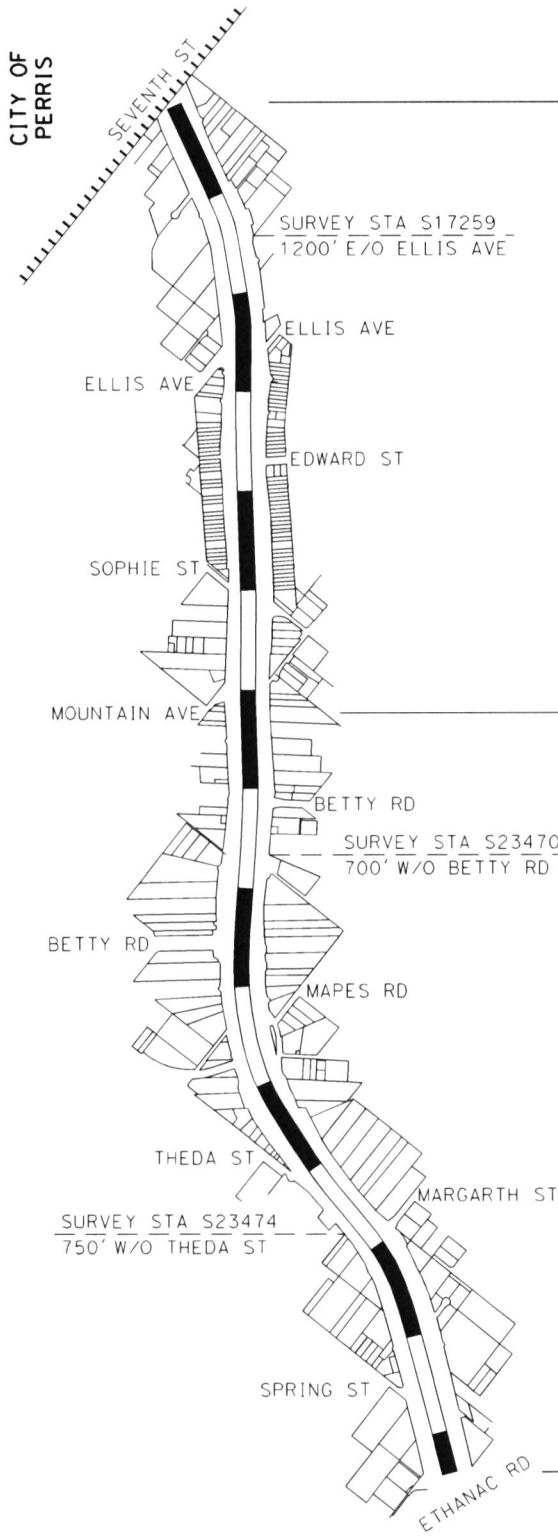 CITY OF
PERRIS
SEVENTH ST
SURVEY STA S17259
1200' E/O ELLIS AVE
ELLIS AVE
ELLIS AVE
EDWARD ST
SOPHIE ST
MOUNTAIN AVE
BETTY RD
SURVEY STA S23470
700' W/O BETTY RD
BETTY RD
MAPES RD
THEDA ST
MARGARTH ST
SURVEY STA S23474
750' W/O THEDA ST
SPRING ST
ETHANAC RD